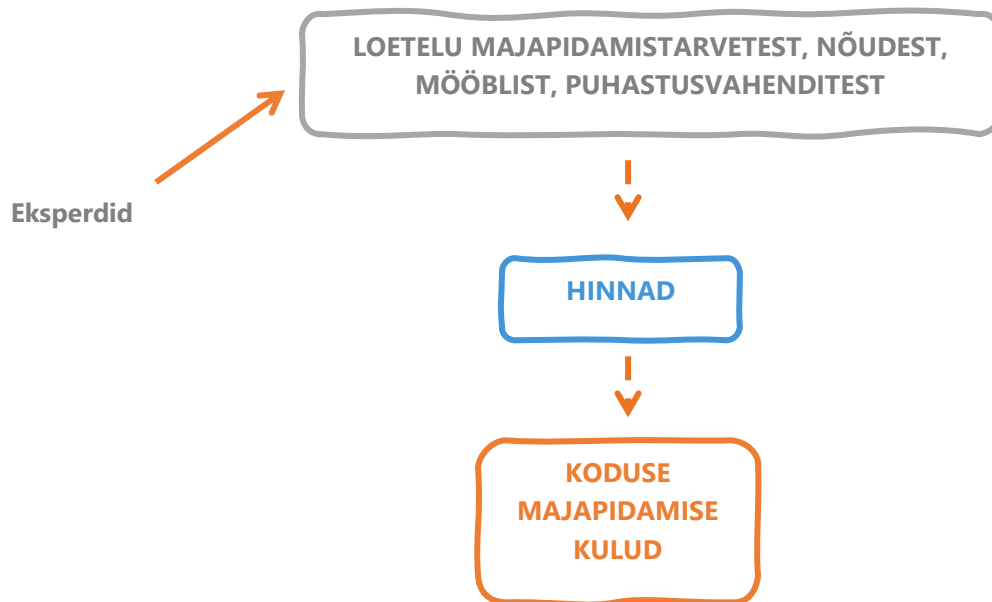 LOETELU MAJAPIDAMISTARVETEST, NÕUDEST,
MÖÖBLIST, PUHASTUSVAHENDITEST
Eksperdid
HINNAD
KODUSE
MAJAPIDAMISE
KULUD